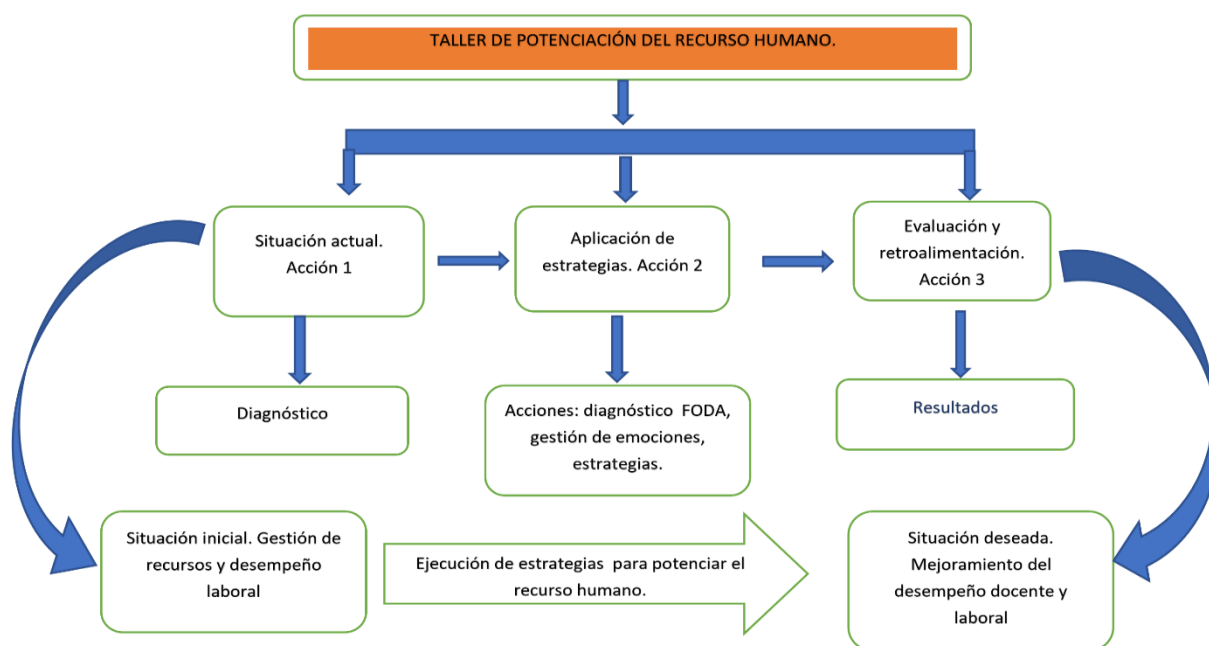 TALLER DE POTENCIACIÓN DEL RECURSO HUMANO.
Situación actual.
Acción 1
Aplicación de
estrategias. Acción 2
Evaluación y
retroalimentación.
Acción 3
Diagnóstico
Acciones: diagnóstico  FODA,
gestión de emociones,
estrategias.
Resultados
Situación inicial. Gestión de
recursos y desempeño
laboral
Ejecución de estrategias  para potenciar el
recurso humano.
Situación deseada.
Mejoramiento del
desempeño docente y
laboral